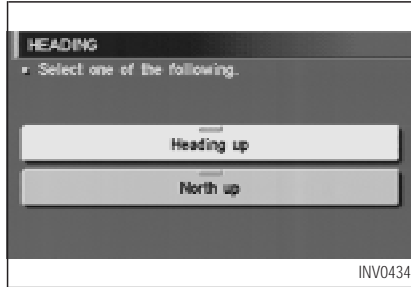 HEADING
Select one of the following.
Heading up
North up
INV0434